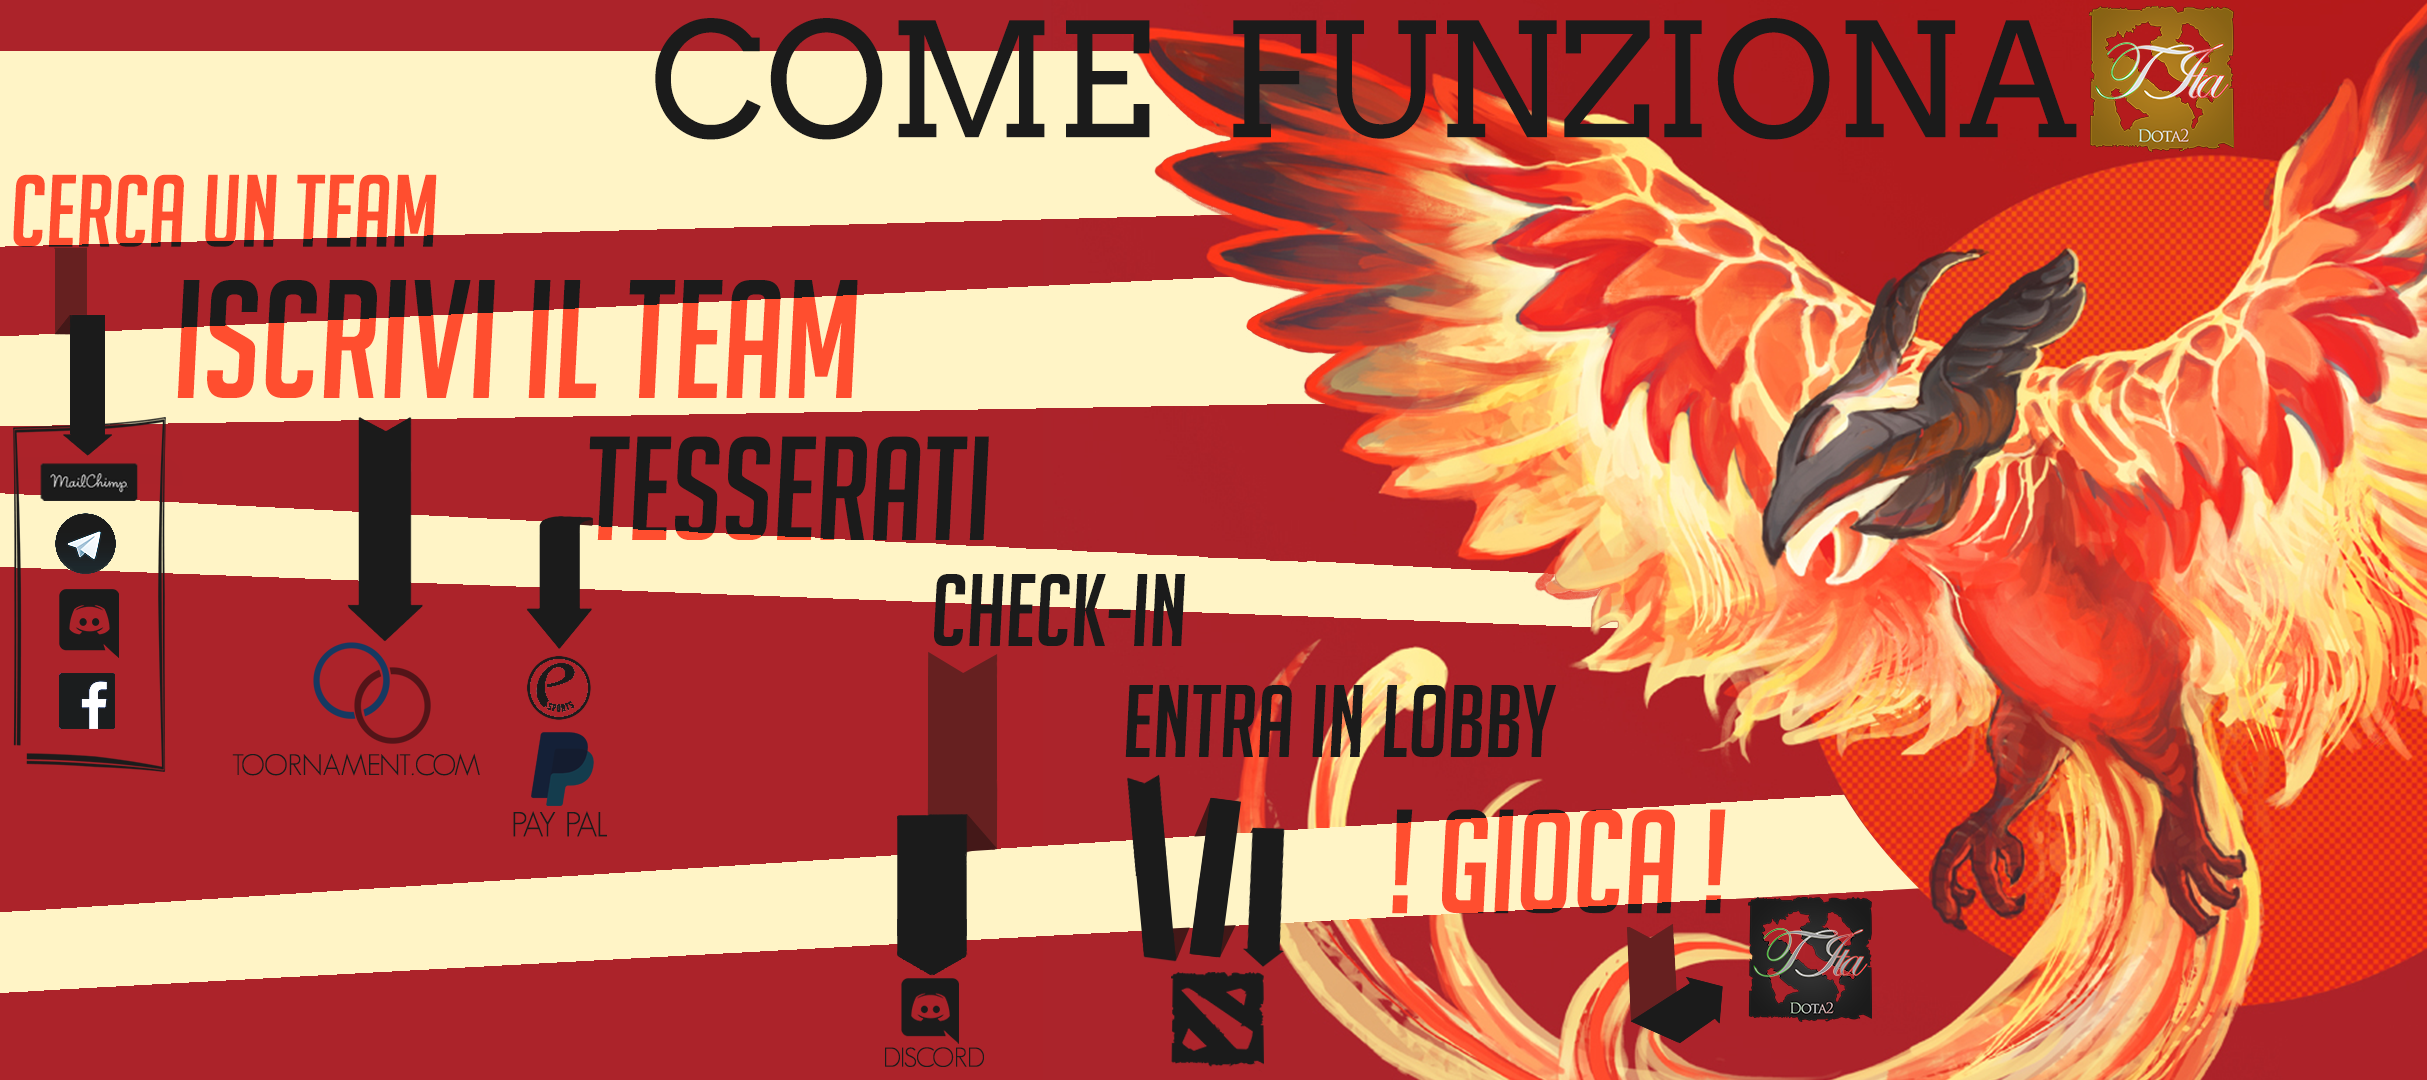 COME FUNZIONA
TIta
DOTA2
CERCA UN TEAM
ISCRIVI IL TEAM
TESSERATI
MailChimp
CHECK-IN
e
SPORTS
ENTRA IN LOBBY
TOORNAMENT.COM
PAY PAL
! GIOCA !
TIta
DOTA2
DISCORD